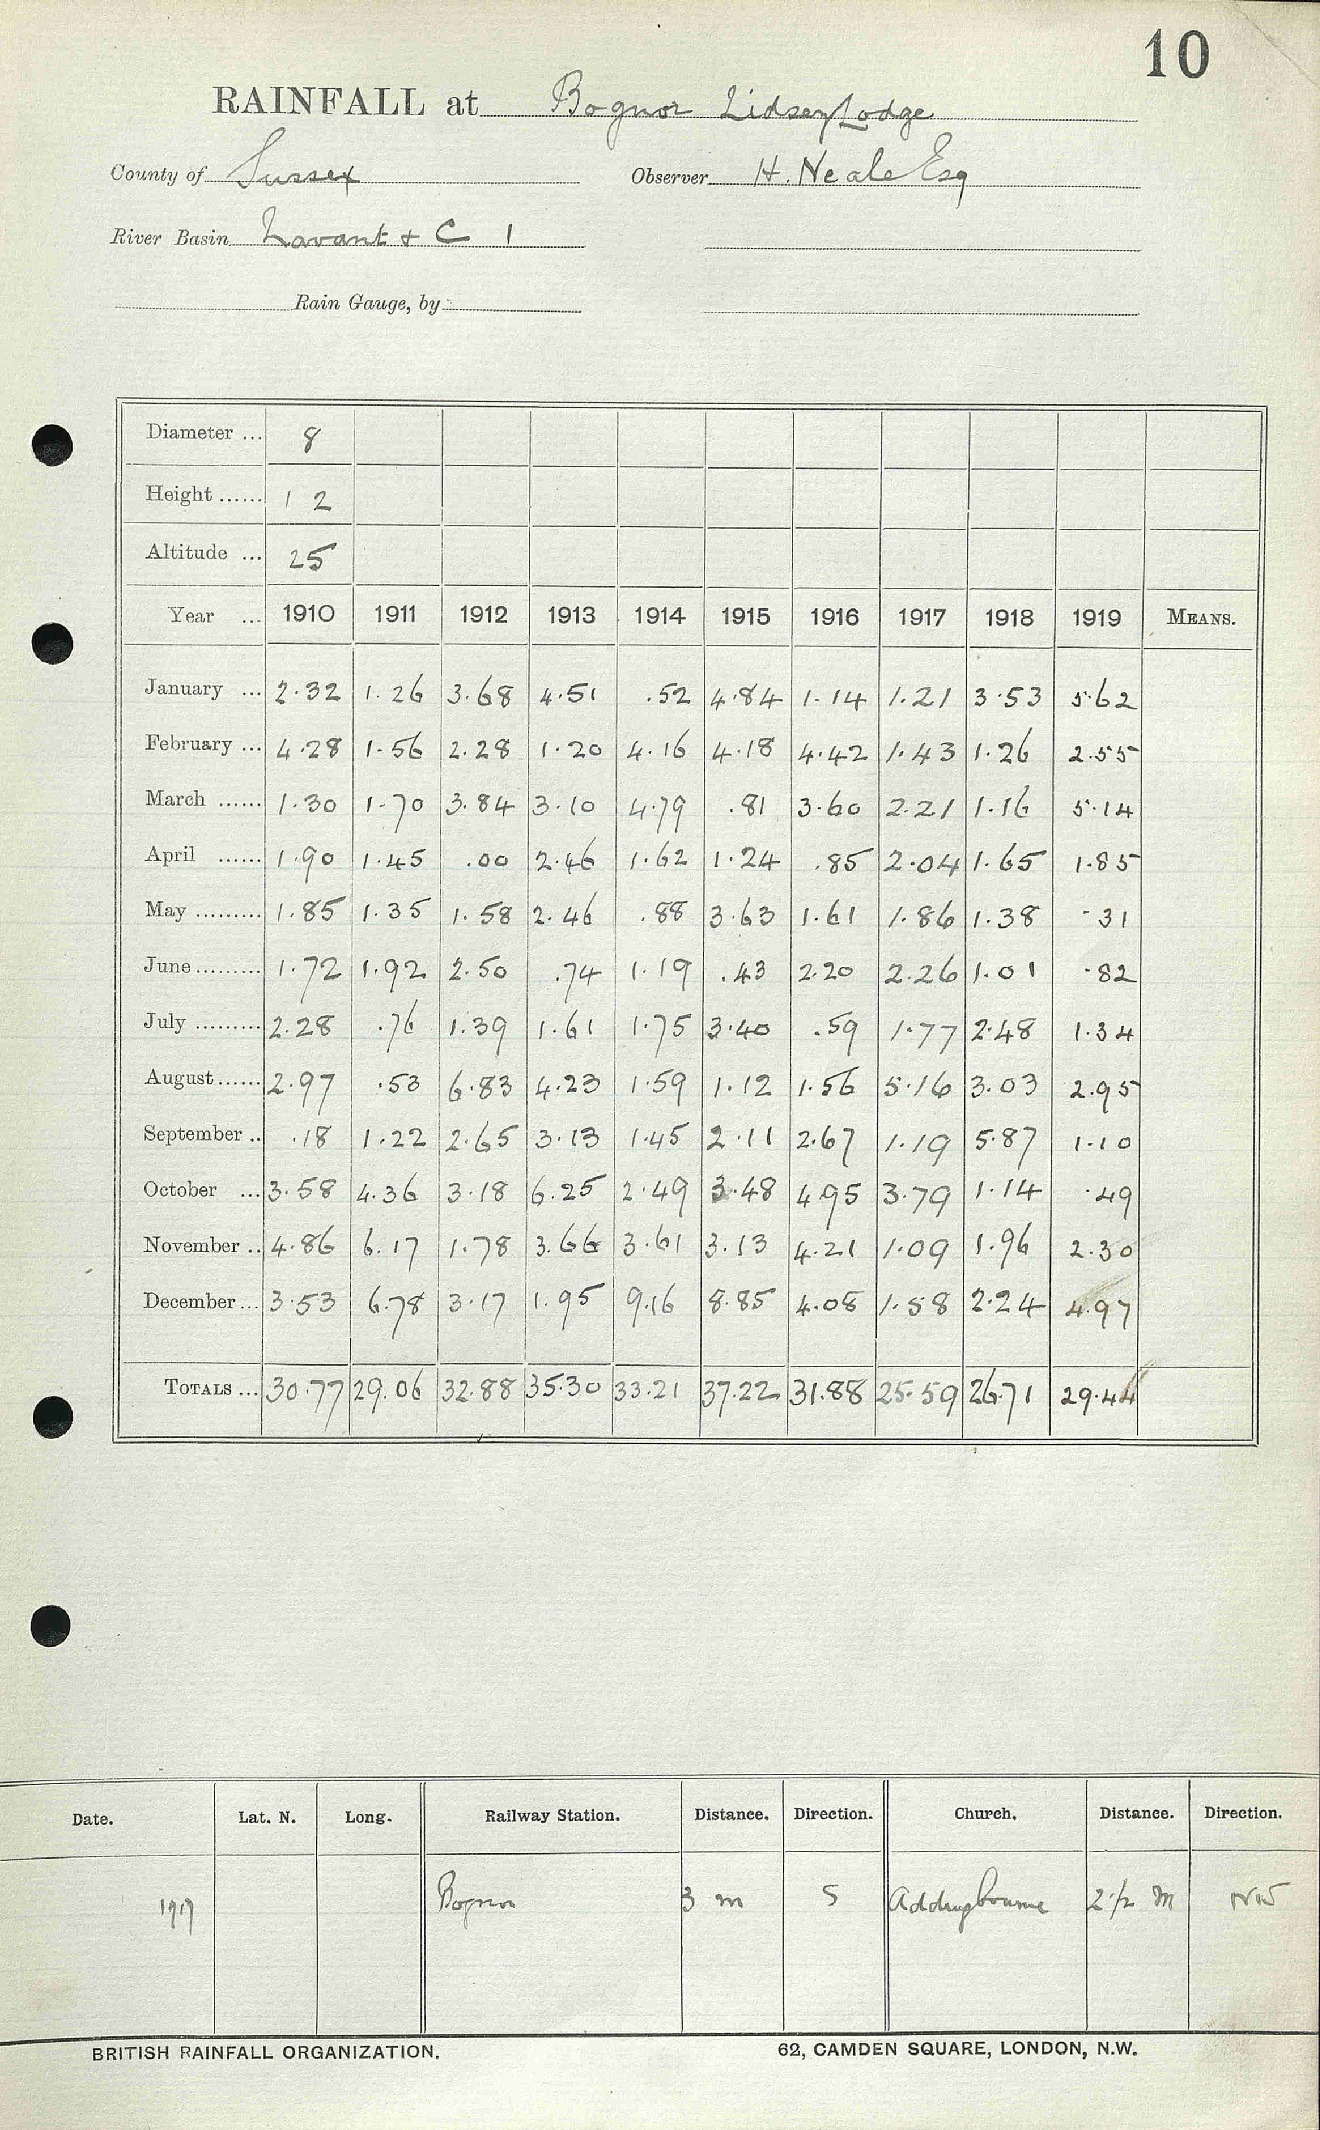 10
RAINFALL at Bognor Lidsey Lodge
County of Sussex Observer H. Neale Esq
River Basin Lavant & C 1
Rain Gauge, by
Diameter ... 8
Height ...... 12
Altitude ... 25
Year ... 1910 1911 1912 1913 1914 1915 1916 1917 1918 1919 MEANS.
January ... 2.32 1.26 3.68 4.51 .52 4.84 1.14 1.21 3.53 5.62
February ... 4.28 1.56 2.28 1.20 4.16 4.18 4.42 1.43 1.26 2.55
March ...... 1.30 1.70 3.84 3.10 4.79 .81 3.60 2.21 1.16 5.14
April ...... 1.90 1.45 .00 2.46 1.62 1.24 .85 2.04 1.65 1.85
May ......... 1.85 1.35 1.58 2.46 .88 3.63 1.61 1.86 1.38 .31
June ......... 1.72 1.92 2.50 .74 1.19 .43 2.20 2.26 1.01 .82
July ......... 2.28 .76 1.39 1.61 1.75 3.40 .59 1.77 2.48 1.34
August ...... 2.97 .53 6.83 4.23 1.59 1.12 1.56 5.16 3.03 2.95
September .. .18 1.22 2.65 3.13 1.45 2.11 2.67 1.19 5.87 1.10
October ... 3.58 4.36 3.18 6.25 2.49 3.48 4.95 3.79 1.14 .49
November .. 4.86 6.17 1.78 3.66 3.61 3.13 4.21 1.09 1.96 2.30
December ... 3.53 6.78 3.17 1.95 9.16 8.85 4.08 1.58 2.24 4.97
TOTALS ... 30.77 29.06 32.88 35.30 33.21 37.22 31.88 25.59 26.71 29.44
Date. Lat. N. Long. Railway Station. Distance. Direction. Church. Distance. Direction.
1917 Bognor 3 m S 2 1/2 M NW
BRITISH RAINFALL ORGANIZATION. 62, CAMDEN SQUARE, LONDON, N.W.